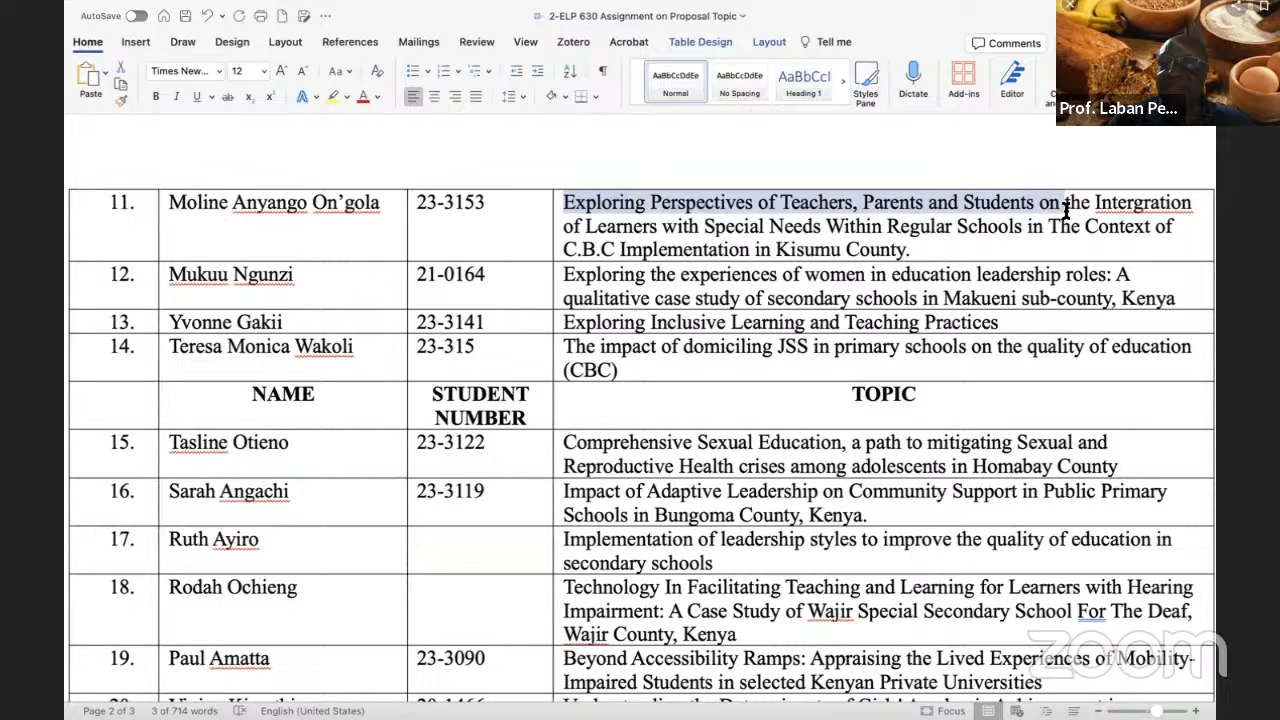 AutoSave
2-ELP 630 Assignment on Proposal Topic
Home Insert Draw Design Layout References Mailings Review View Zotero Acrobat Table Design Layout Tell me
Comments
Paste
Times New... 12
Aa
B I U ab x₂ x²
AaBbCcDdEe
Normal
AaBbCcDdEe
No Spacing
AaBbCcI
Heading 1
Styles
Pane
Dictate
Add-ins
Editor
Prof. Laban Pe...
11. Moline Anyango On’gola 23-3153 Exploring Perspectives of Teachers, Parents and Students on the Intergration
of Learners with Special Needs Within Regular Schools in The Context of
C.B.C Implementation in Kisumu County.
12. Mukuu Ngunzi 21-0164 Exploring the experiences of women in education leadership roles: A
qualitative case study of secondary schools in Makueni sub-county, Kenya
13. Yvonne Gakii 23-3141 Exploring Inclusive Learning and Teaching Practices
14. Teresa Monica Wakoli 23-315 The impact of domiciling JSS in primary schools on the quality of education
(CBC)
NAME STUDENT TOPIC
NUMBER
15. Tasline Otieno 23-3122 Comprehensive Sexual Education, a path to mitigating Sexual and
Reproductive Health crises among adolescents in Homabay County
16. Sarah Angachi 23-3119 Impact of Adaptive Leadership on Community Support in Public Primary
Schools in Bungoma County, Kenya.
17. Ruth Ayiro Implementation of leadership styles to improve the quality of education in
secondary schools
18. Rodah Ochieng Technology In Facilitating Teaching and Learning for Learners with Hearing
Impairment: A Case Study of Wajir Special Secondary School For The Deaf,
Wajir County, Kenya
19. Paul Amatta 23-3090 Beyond Accessibility Ramps: Appraising the Lived Experiences of Mobility-
Impaired Students in selected Kenyan Private Universities
zoom
Page 2 of 3 3 of 714 words English (United States) Focus